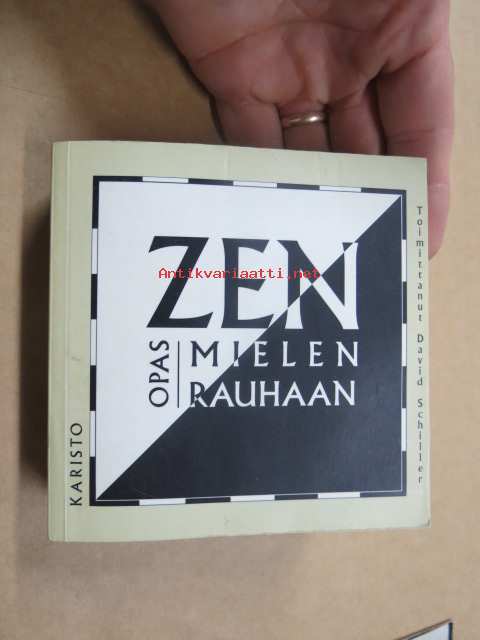 ZEN
Antikvariaatti.net
OPAS
MIELEN
RAUHAAN
KARISTO
Toimittanut David Schiller